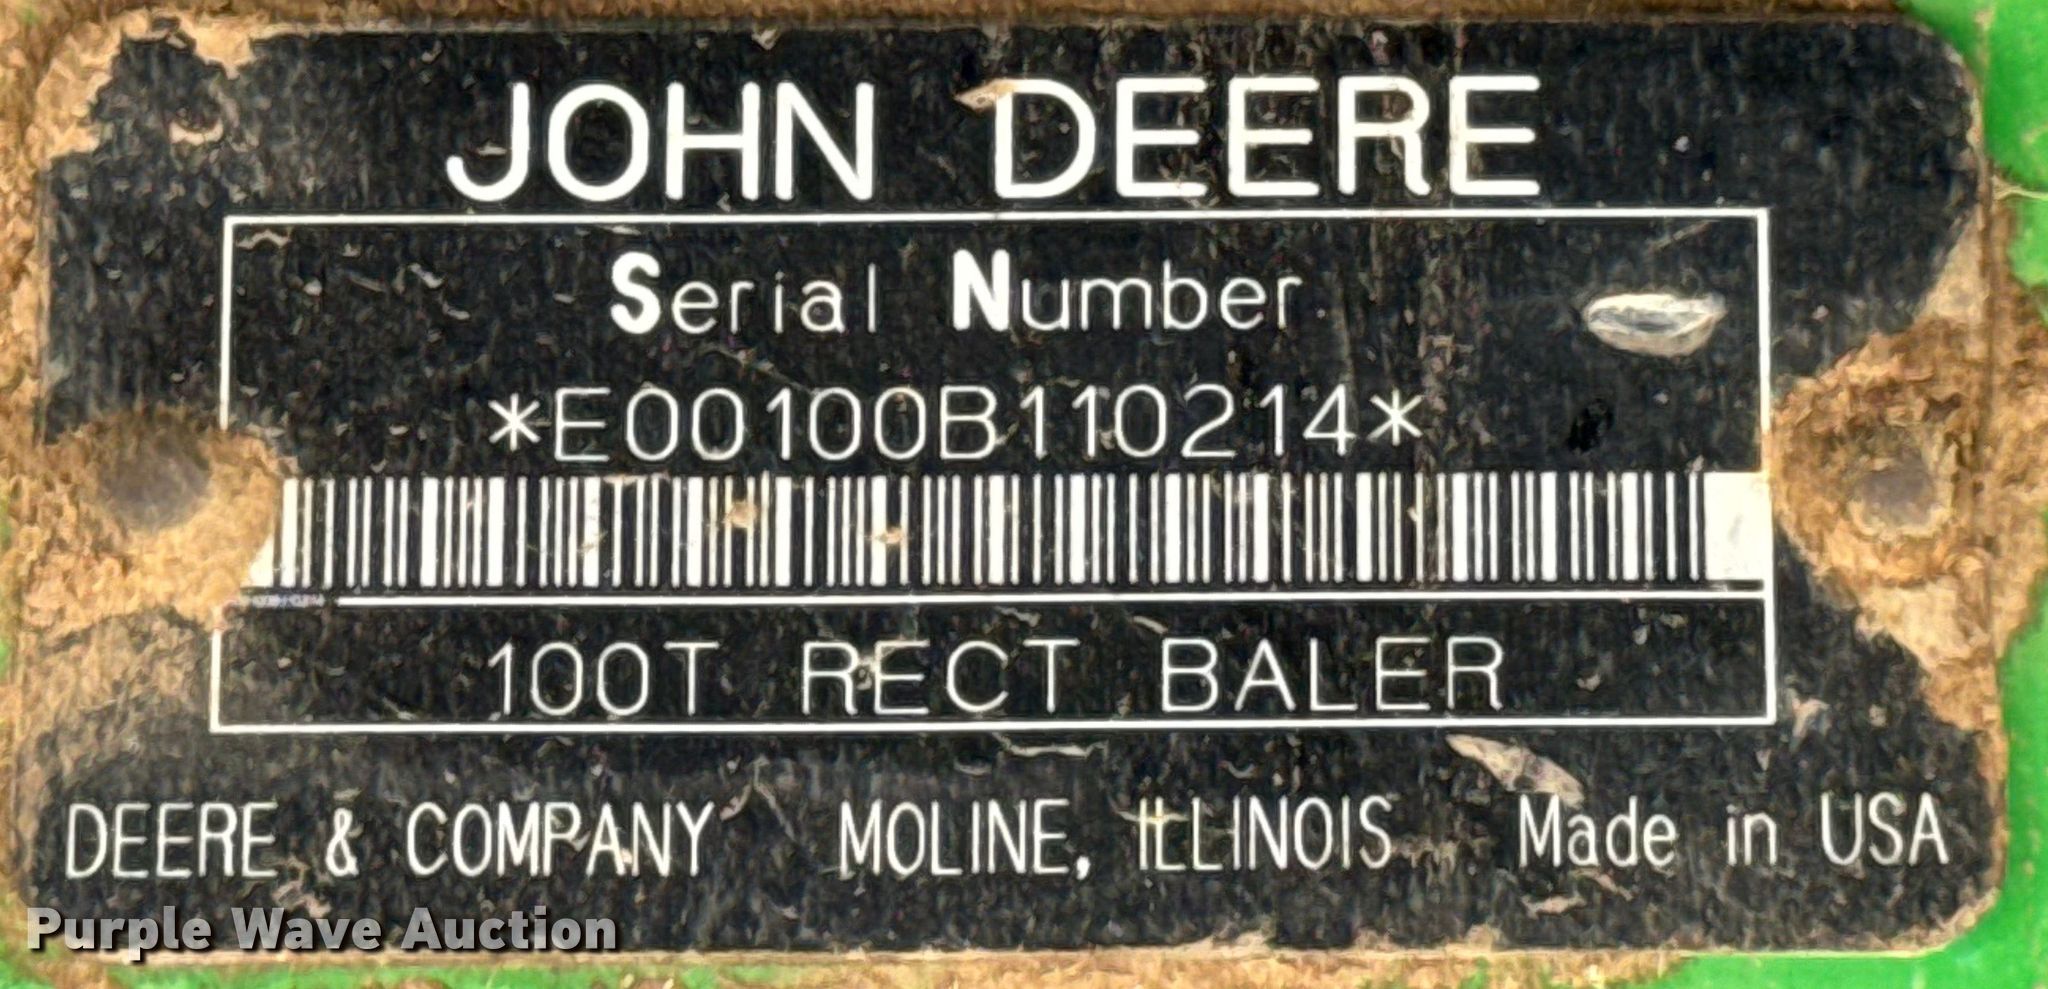 JOHN DEERE
Serial Number
*E00100B110214*
100T RECT BALER
DEERE & COMPANY MOLINE, ILLINOIS Made in USA
Purple Wave Auction